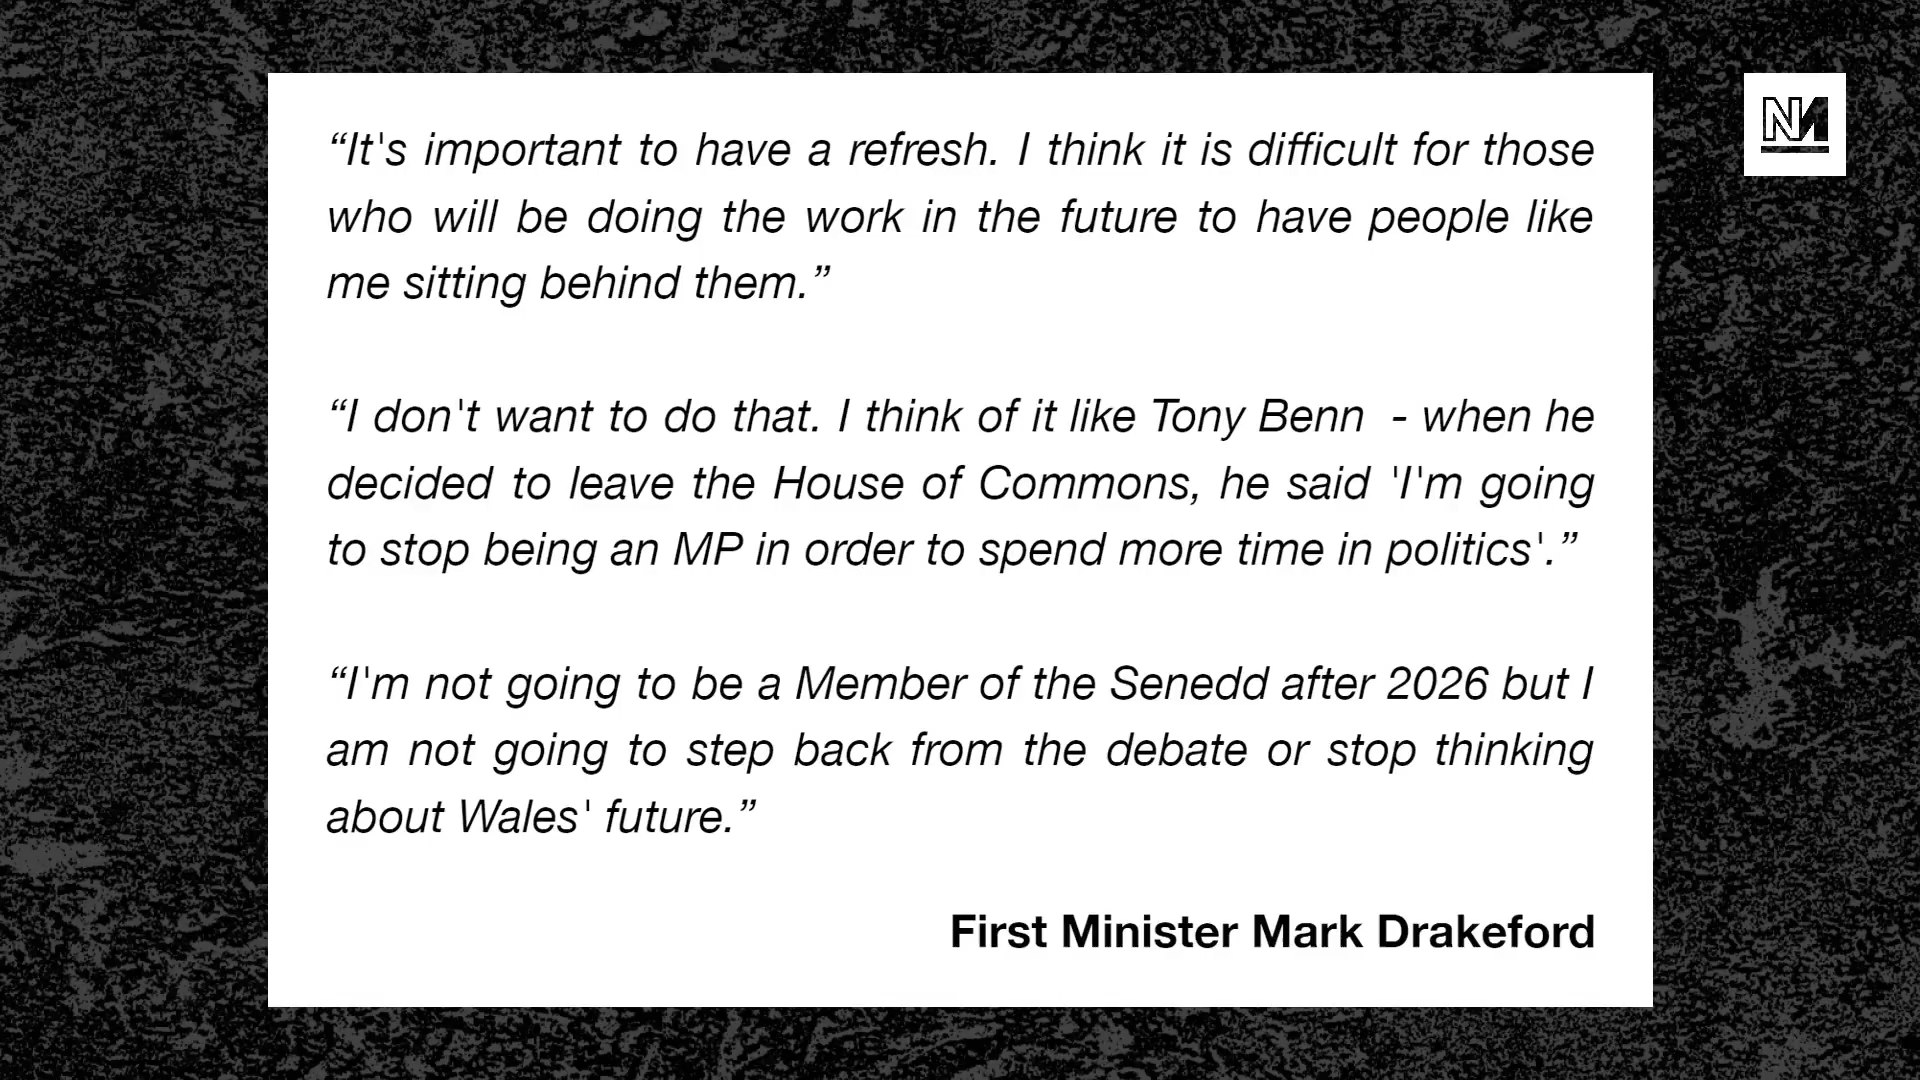 “It's important to have a refresh. I think it is difficult for those
who will be doing the work in the future to have people like
me sitting behind them.”
“I don't want to do that. I think of it like Tony Benn  - when he
decided to leave the House of Commons, he said 'I'm going
to stop being an MP in order to spend more time in politics'.”
“I'm not going to be a Member of the Senedd after 2026 but I
am not going to step back from the debate or stop thinking
about Wales' future.”
First Minister Mark Drakeford
NM